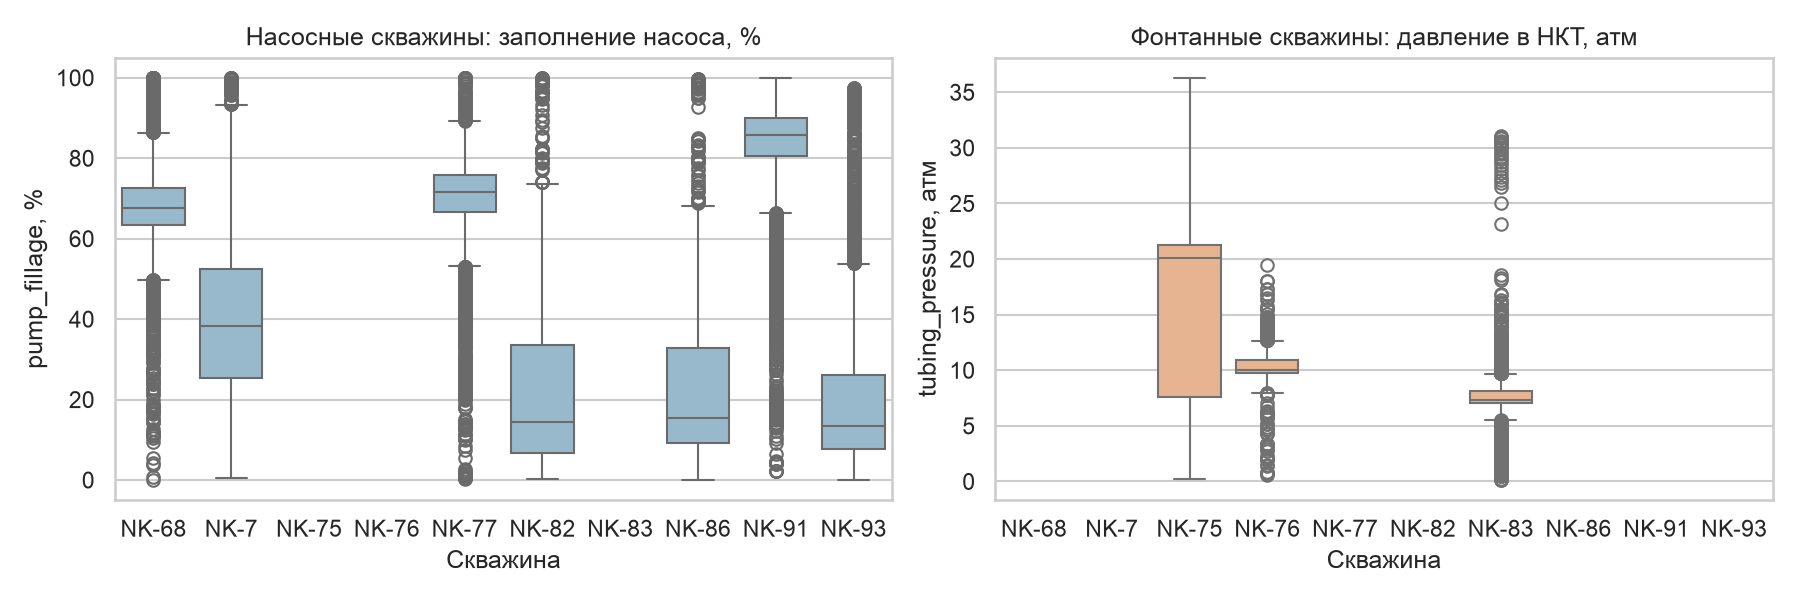 Насосные скважины: заполнение насоса, %
pump_fillage, %
100
80
60
40
20
0
NK-68 NK-7 NK-75 NK-76 NK-77 NK-82 NK-83 NK-86 NK-91 NK-93
Скважина
Фонтанные скважины: давление в НКТ, атм
tubing_pressure, атм
35
30
25
20
15
10
5
0
NK-68 NK-7 NK-75 NK-76 NK-77 NK-82 NK-83 NK-86 NK-91 NK-93
Скважина